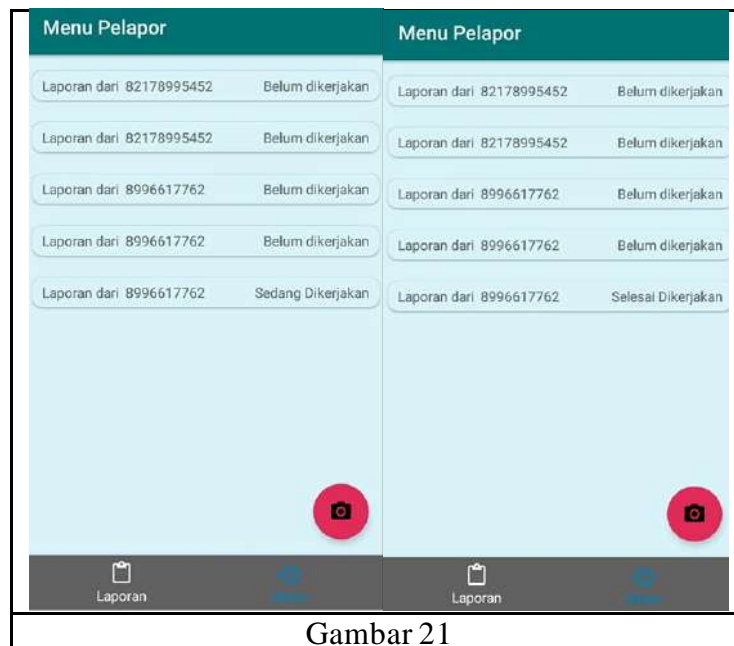 Menu Pelapor
Laporan dari 82178995452 Belum dikerjakan
Laporan dari 82178995452 Belum dikerjakan
Laporan dari 8996617762 Belum dikerjakan
Laporan dari 8996617762 Belum dikerjakan
Laporan dari 8996617762 Sedang Dikerjakan
Laporan
Menu Pelapor
Laporan dari 82178995452 Belum dikerjakan
Laporan dari 82178995452 Belum dikerjakan
Laporan dari 8996617762 Belum dikerjakan
Laporan dari 8996617762 Belum dikerjakan
Laporan dari 8996617762 Selesai Dikerjakan
Laporan
Gambar 21